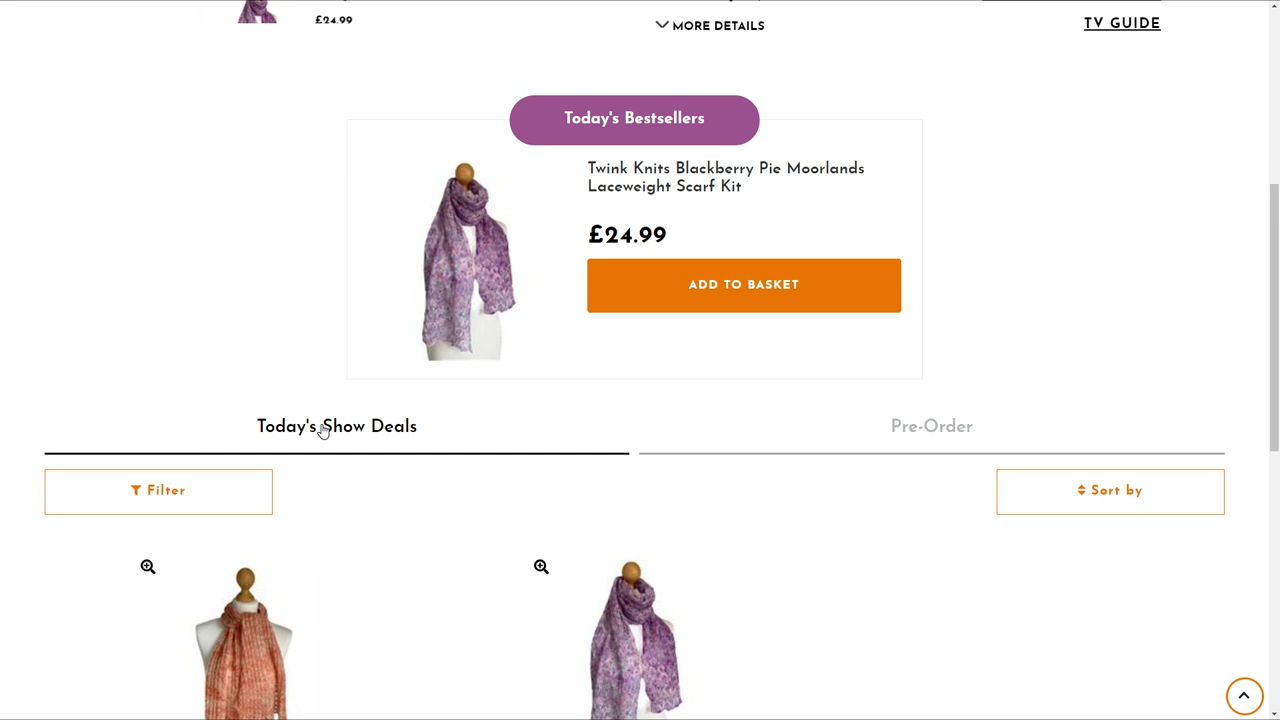 £24.99
MORE DETAILS
TV GUIDE
Today's Bestsellers
Twink Knits Blackberry Pie Moorlands
Laceweight Scarf Kit
£24.99
ADD TO BASKET
Today's Show Deals
Pre-Order
Filter
Sort by